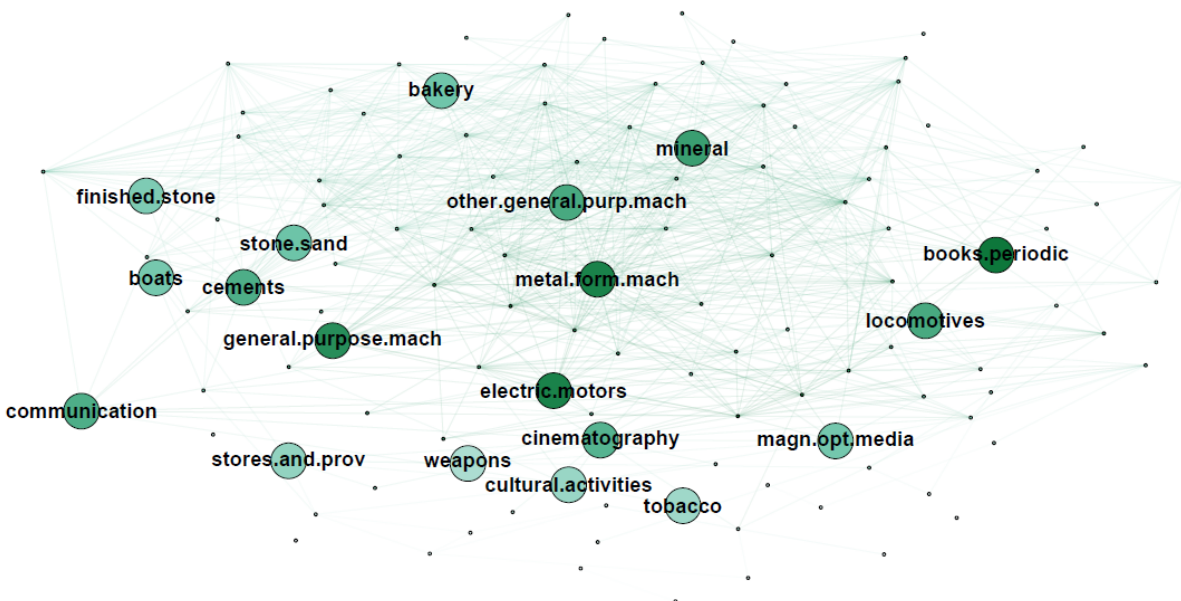 bakery
mineral
finished.stone
other.general.purp.mach
stone.sand
books.periodic
boats
cements
metal.form.mach
locomotives
general.purpose.mach
electric.motors
communication
cinematography
magn.opt.media
stores.and.prov
weapons
cultural.activities
tobacco